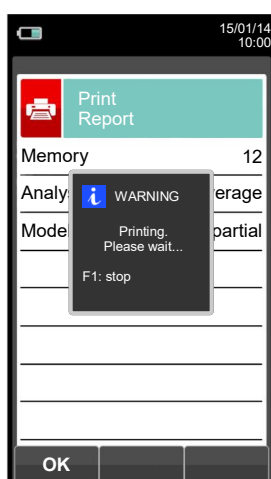 15/01/14
10:00
Print
Report
Memory 12
Analy erage
Mode partial
i WARNING
Printing.
Please wait...
F1: stop
OK